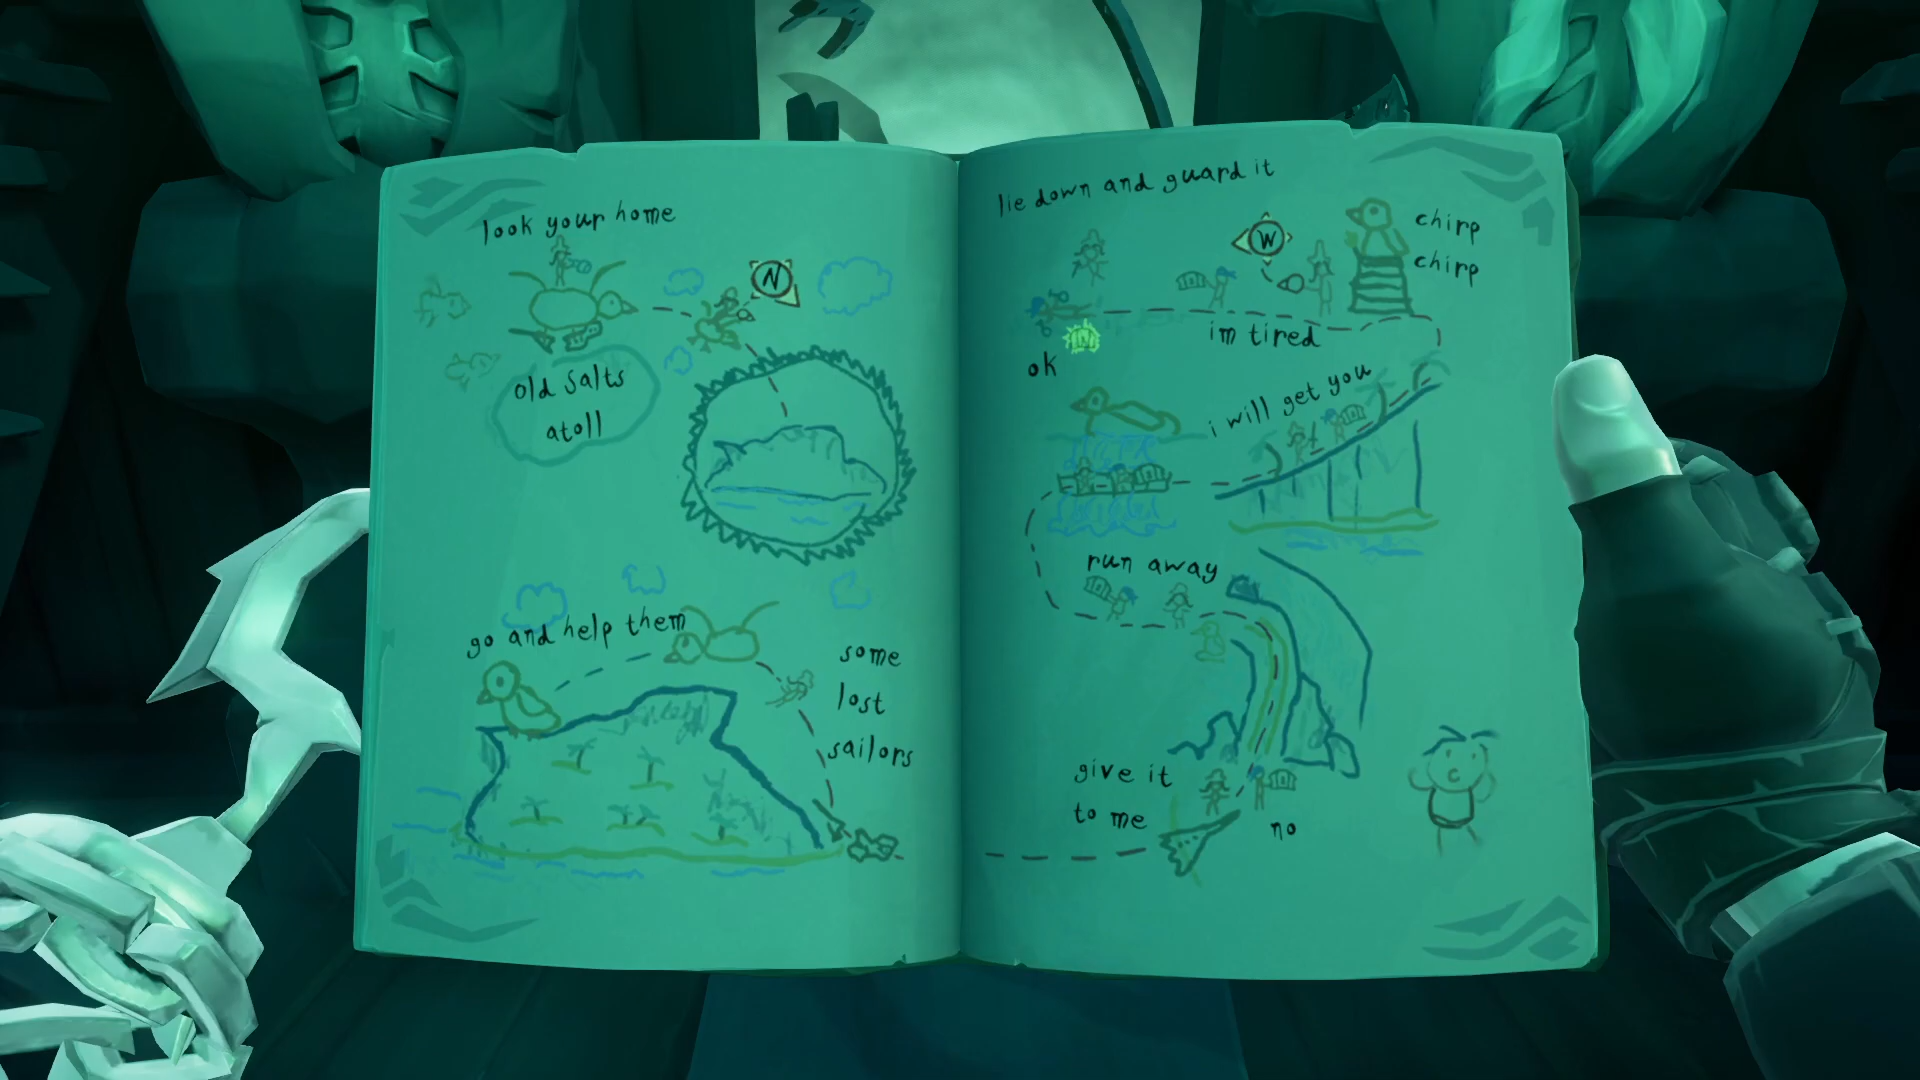 look your home
N
old salts
atoll
go and help them
some
lost
sailors
lie down and guard it
W
chirp
chirp
im tired
ok
i will get you
run away
give it
to me
no